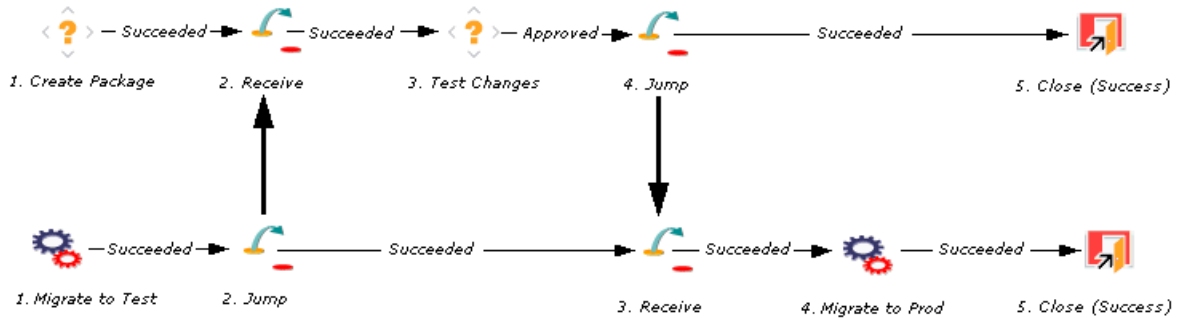 Succeeded Succeeded Approved Succeeded
1. Create Package 2. Receive 3. Test Changes 4. Jump 5. Close (Success)
Succeeded Succeeded Succeeded Succeeded
1. Migrate to Test 2. Jump 3. Receive 4. Migrate to Prod 5. Close (Success)